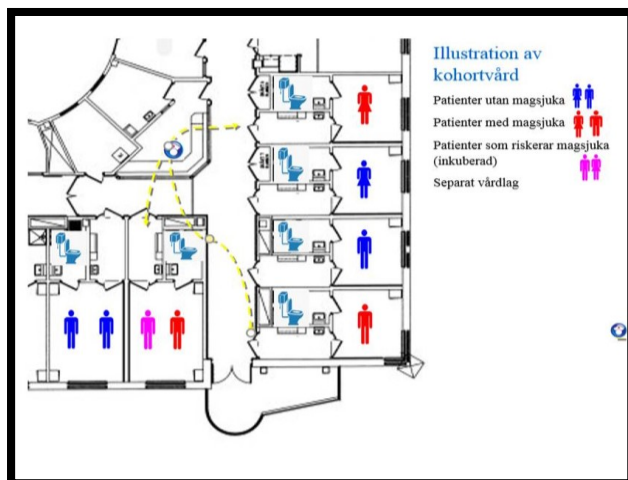 Illustration av
kohortvård
Patienter utan magsjuka
Patienter med magsjuka
Patienter som riskerar magsjuka
(inkuberad)
Separat vårdlag